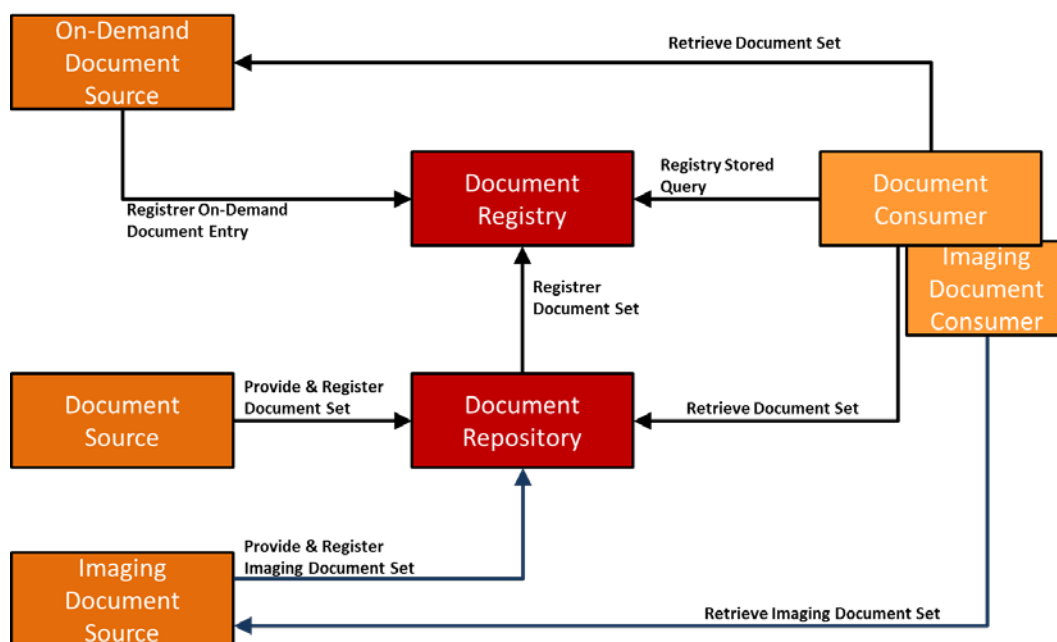 On-Demand
Document
Source
Retrieve Document Set
Registry Stored
Query
Document
Registry
Document
Consumer
Registrer On-Demand
Document Entry
Imaging
Document
Consumer
Registrer
Document Set
Provide & Register
Document Set
Document
Source
Document
Repository
Retrieve Document Set
Provide & Register
Imaging Document Set
Imaging
Document
Source
Retrieve Imaging Document Set